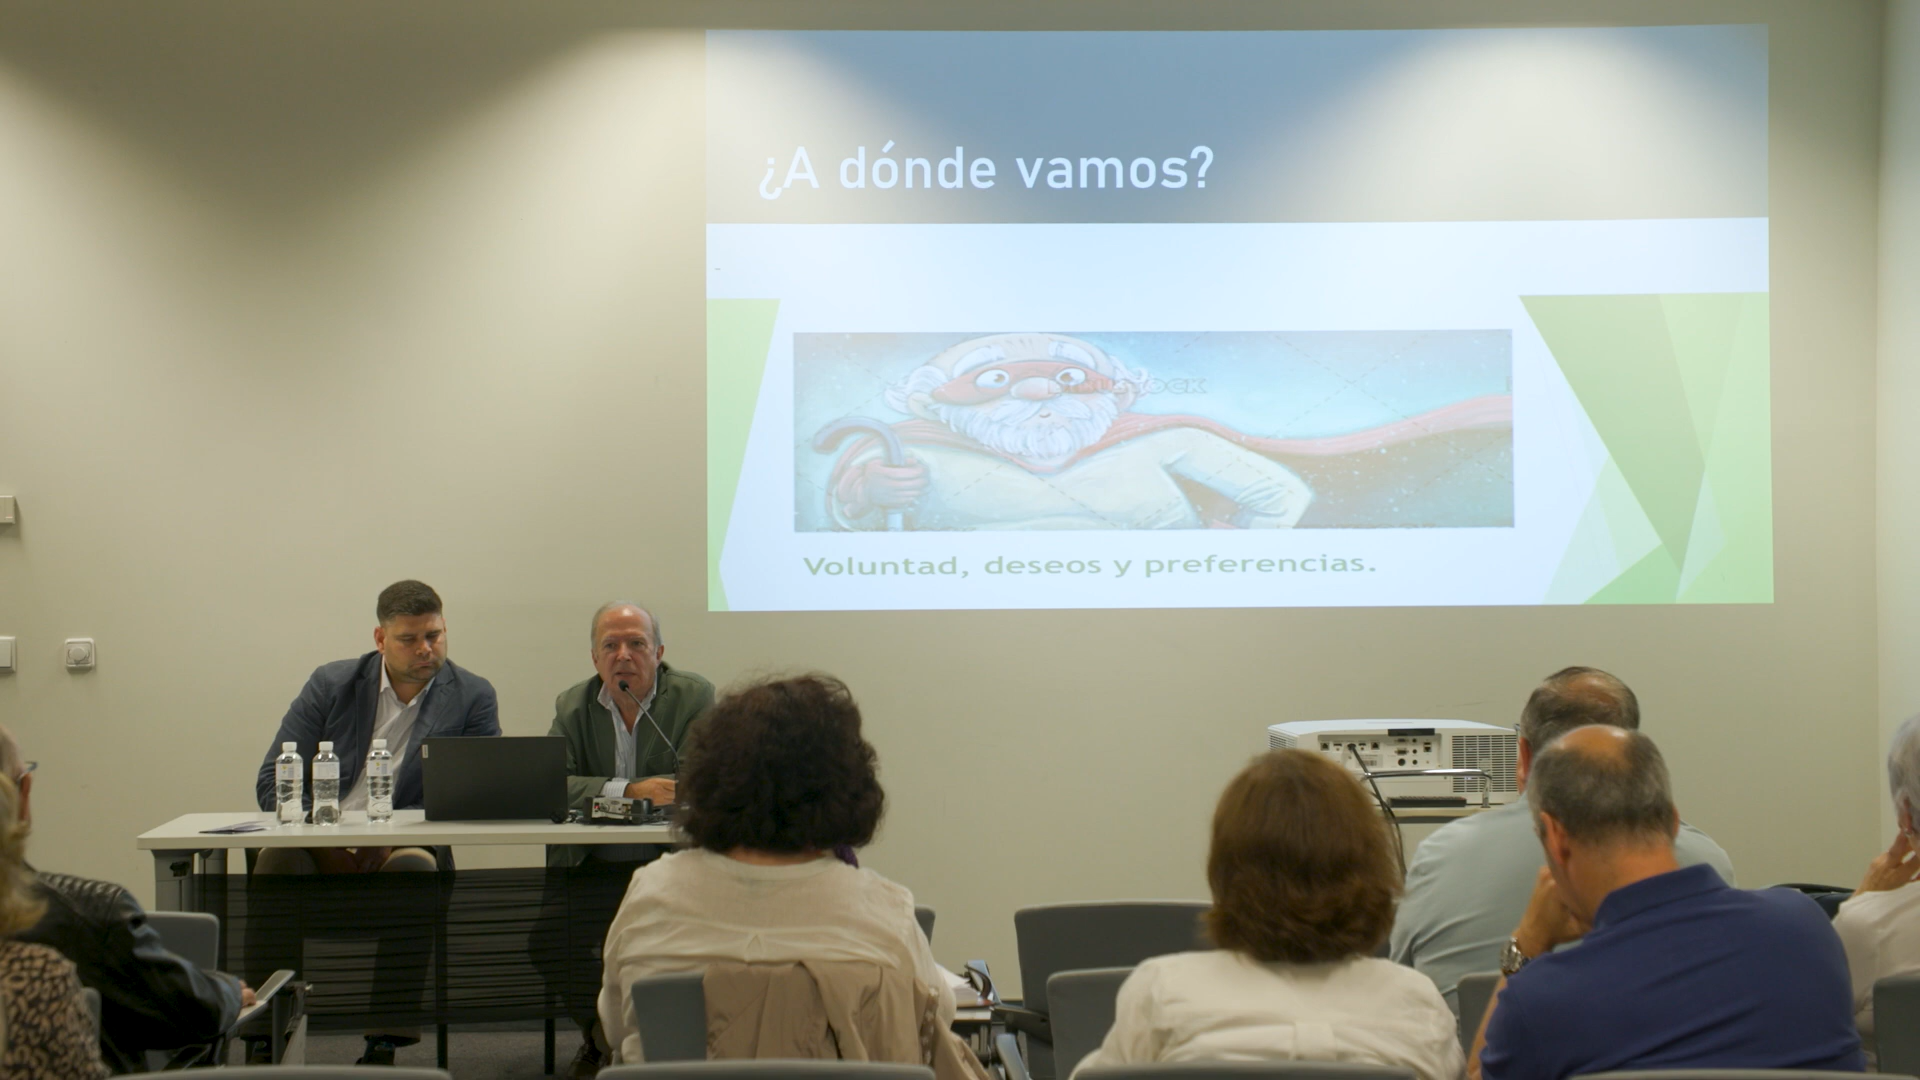 ¿A dónde vamos?
Voluntad, deseos y preferencias.